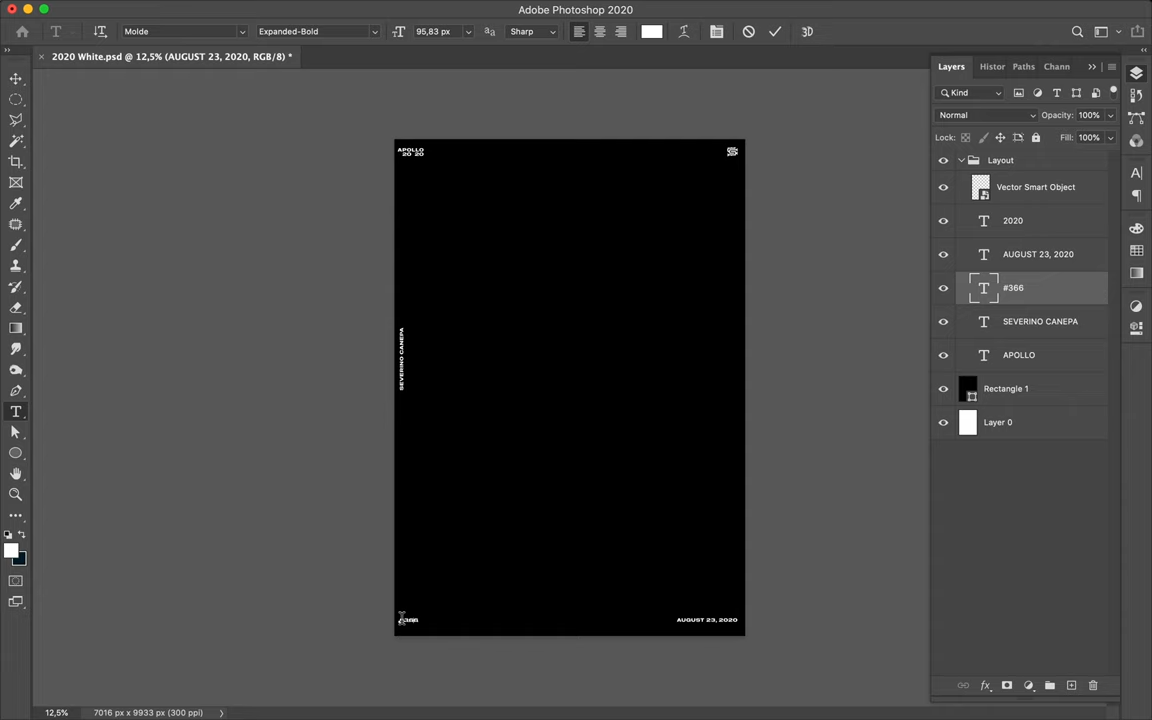 Adobe Photoshop 2020
Molde
Expanded-Bold
95,83 px
Sharp
3D
2020 White.psd @ 12,5% (AUGUST 23, 2020, RGB/8) *
Layers
Histor
Paths
Chann
Kind
Normal
Opacity: 100%
Lock:
Fill: 100%
Layout
Vector Smart Object
2020
AUGUST 23, 2020
#366
SEVERINO CANEPA
APOLLO
Rectangle 1
Layer 0
APOLLO
20 20
SEVERINO CANEPA
#366
AUGUST 23, 2020
12,5%
7016 px x 9933 px (300 ppi)